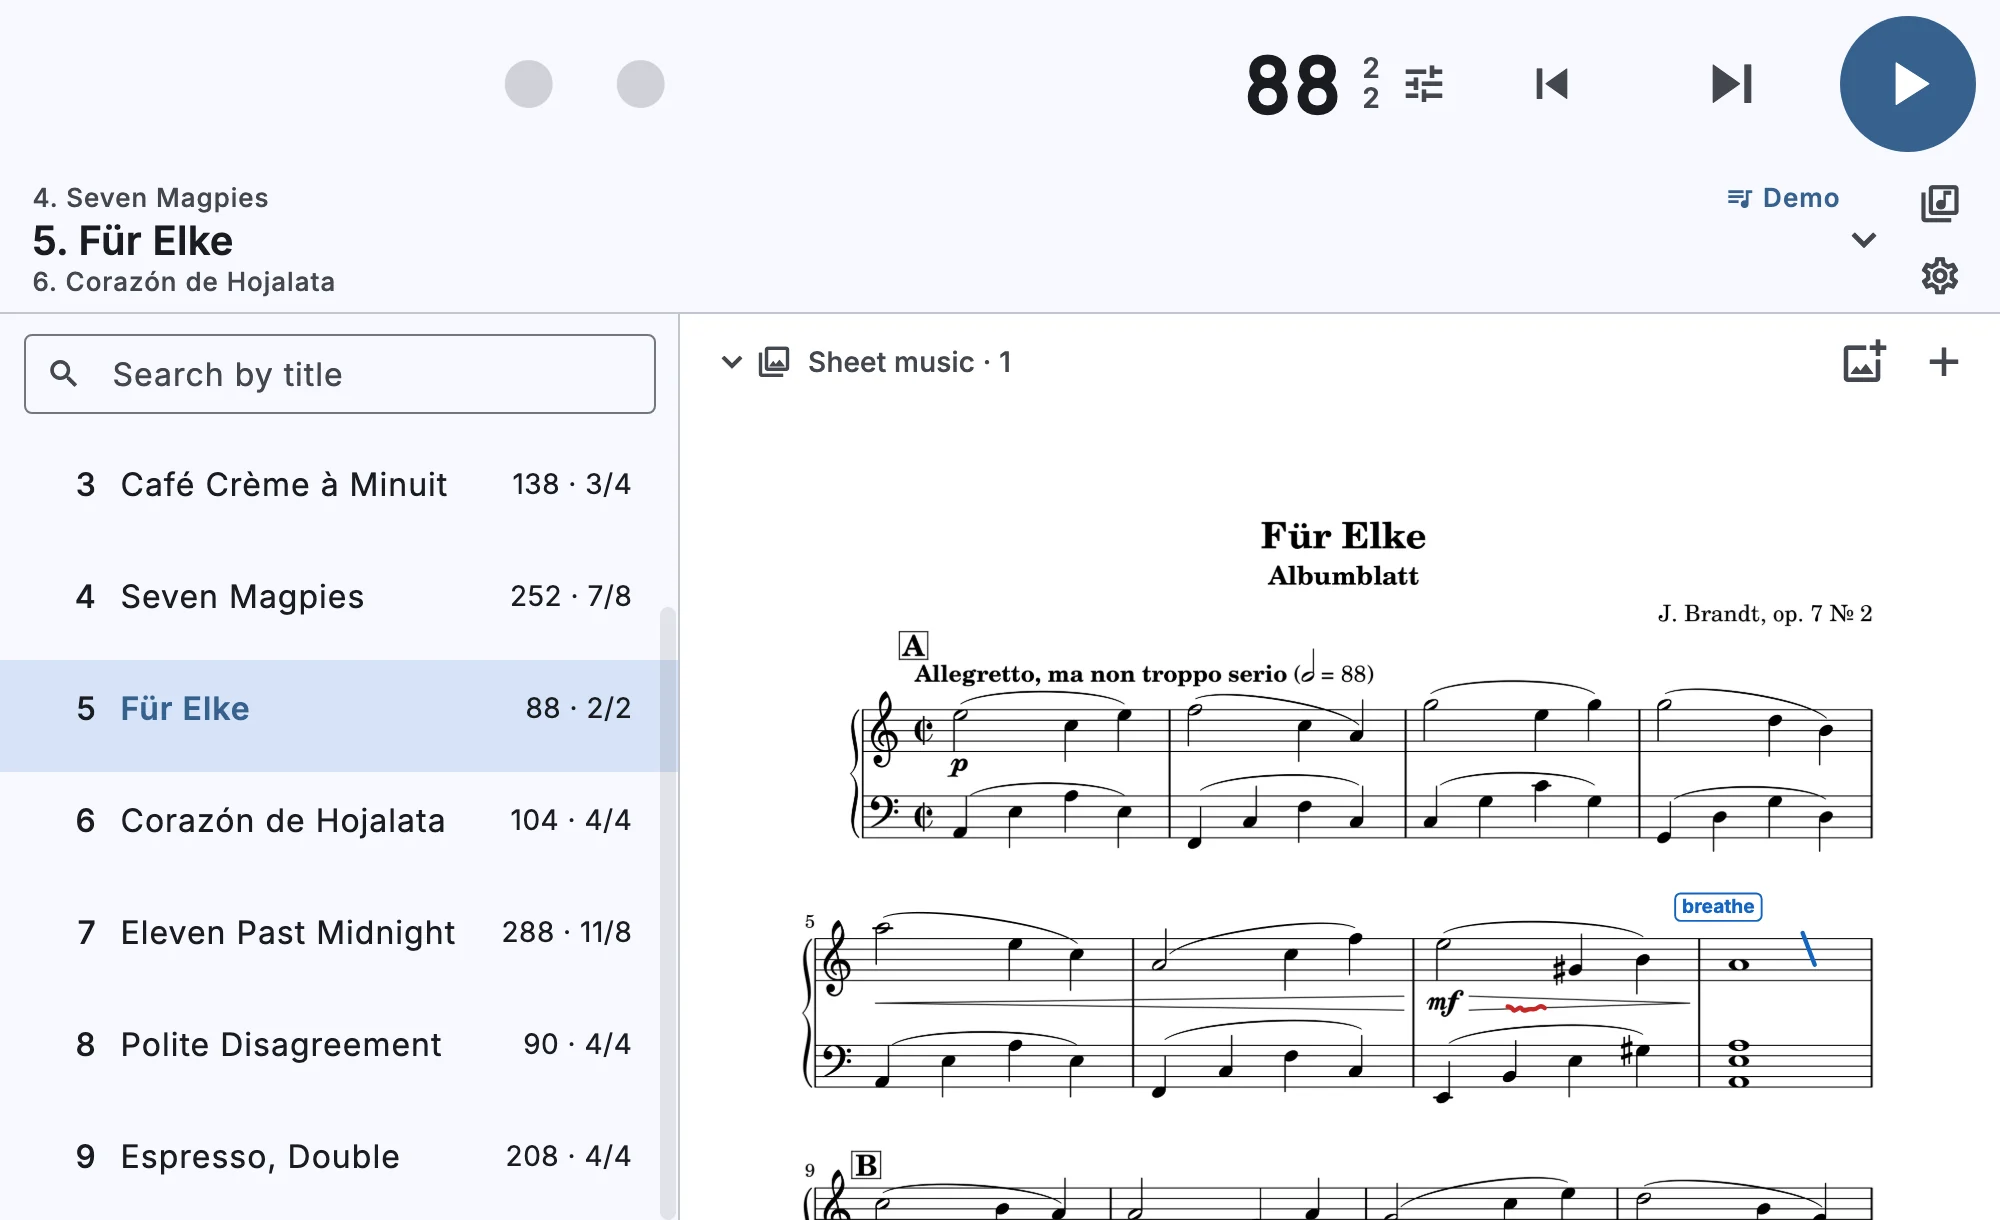 88 2/2
4. Seven Magpies
5. Für Elke
6. Corazón de Hojalata
Demo
Search by title
3 Café Crème à Minuit 138 · 3/4
4 Seven Magpies 252 · 7/8
5 Für Elke 88 · 2/2
6 Corazón de Hojalata 104 · 4/4
7 Eleven Past Midnight 288 · 11/8
8 Polite Disagreement 90 · 4/4
9 Espresso, Double 208 · 4/4
Sheet music · 1
Für Elke
Albumblatt
J. Brandt, op. 7 № 2
A
Allegretto, ma non troppo serio (𝅗𝅥 = 88)
p
breathe
5
mf
B
9